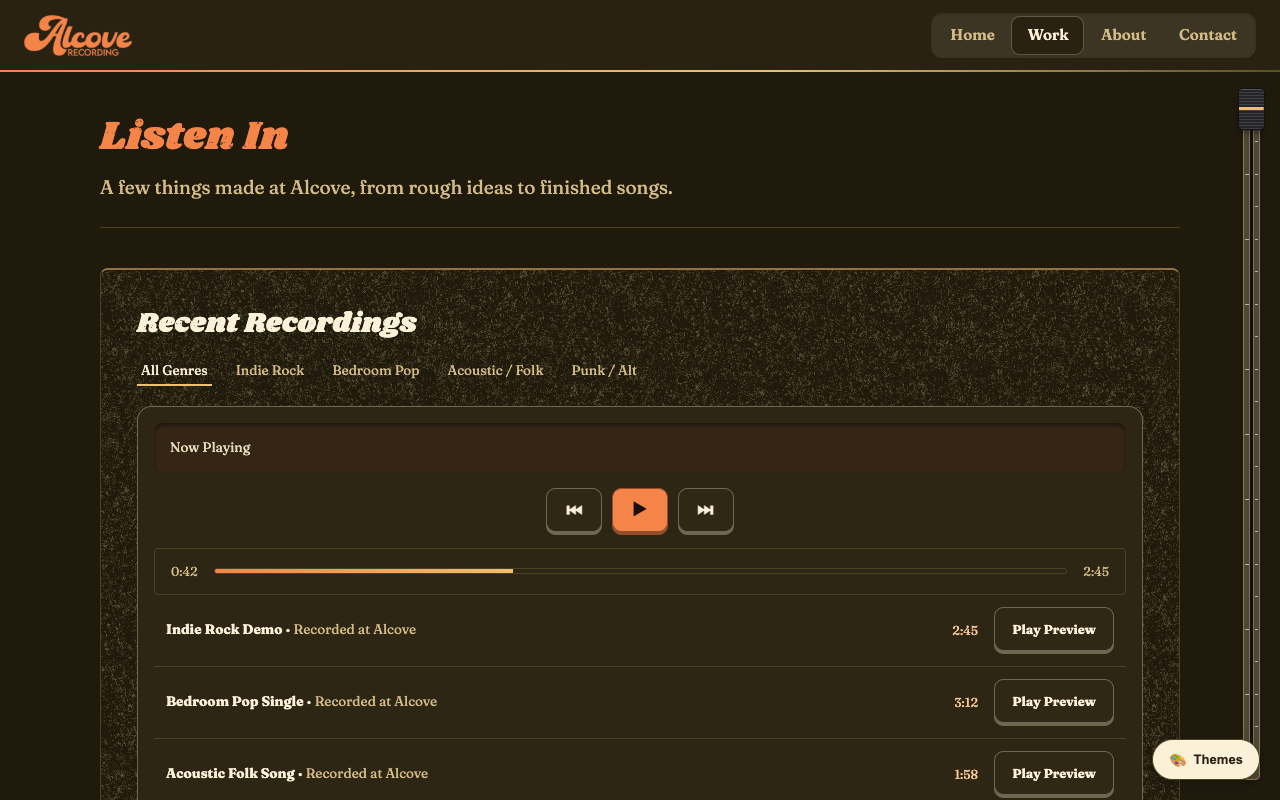 Alcove
RECORDING
Home Work About Contact
Listen In
A few things made at Alcove, from rough ideas to finished songs.
Recent Recordings
All Genres Indie Rock Bedroom Pop Acoustic / Folk Punk / Alt
Now Playing
0:42 2:45
Indie Rock Demo • Recorded at Alcove 2:45 Play Preview
Bedroom Pop Single • Recorded at Alcove 3:12 Play Preview
Acoustic Folk Song • Recorded at Alcove 1:58 Play Preview
Themes